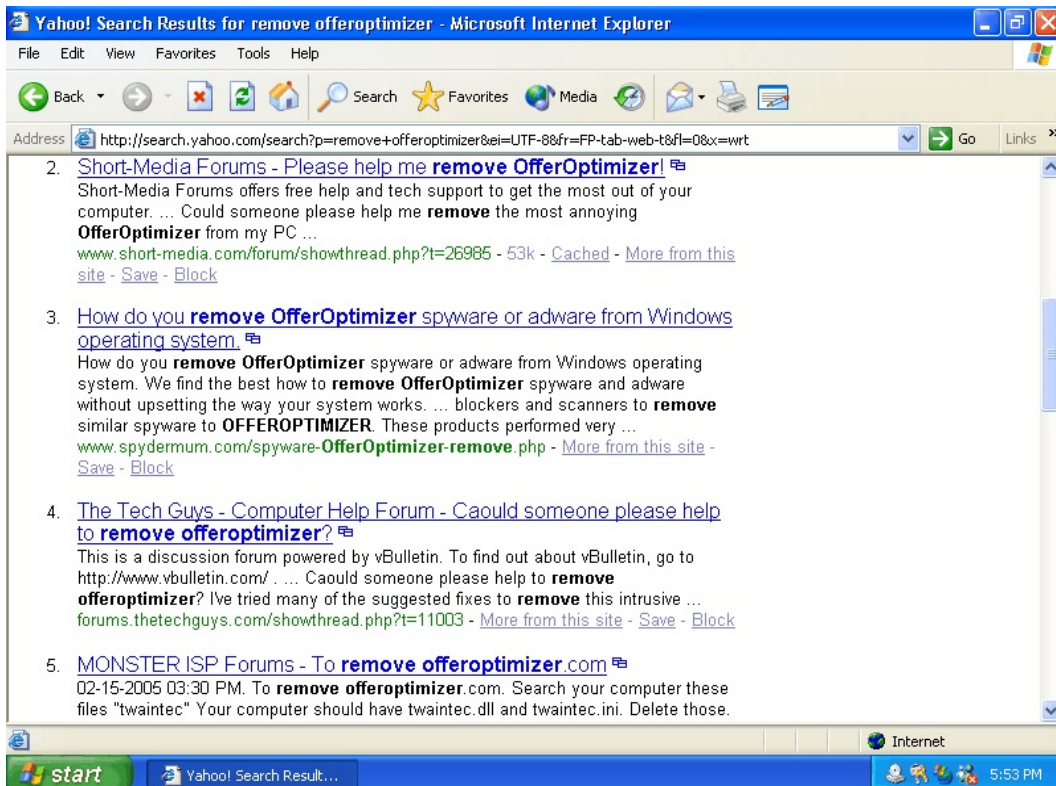 Yahoo! Search Results for remove offeroptimizer - Microsoft Internet Explorer
File Edit View Favorites Tools Help
Back Search Favorites Media
Address http://search.yahoo.com/search?p=remove+offeroptimizer&ei=UTF-8&fr=FP-tab-web-t&fl=0&x=wrt Go Links »
2. Short-Media Forums - Please help me remove OfferOptimizer!
Short-Media Forums offers free help and tech support to get the most out of your
computer. ... Could someone please help me remove the most annoying
OfferOptimizer from my PC ...
www.short-media.com/forum/showthread.php?t=26985 - 53k - Cached - More from this
site - Save - Block
3. How do you remove OfferOptimizer spyware or adware from Windows
operating system.
How do you remove OfferOptimizer spyware or adware from Windows operating
system. We find the best how to remove OfferOptimizer spyware and adware
without upsetting the way your system works. ... blockers and scanners to remove
similar spyware to OFFEROPTIMIZER. These products performed very ...
www.spydermum.com/spyware-OfferOptimizer-remove.php - More from this site -
Save - Block
4. The Tech Guys - Computer Help Forum - Caould someone please help
to remove offeroptimizer?
This is a discussion forum powered by vBulletin. To find out about vBulletin, go to
http://www.vbulletin.com/ . ... Caould someone please help to remove
offeroptimizer? I've tried many of the suggested fixes to remove this intrusive ...
forums.thetechguys.com/showthread.php?t=11003 - More from this site - Save - Block
5. MONSTER ISP Forums - To remove offeroptimizer.com
02-15-2005 03:30 PM. To remove offeroptimizer.com. Search your computer these
files "twaintec" Your computer should have twaintec.dll and twaintec.ini. Delete those.
Internet
start Yahoo! Search Result... 5:53 PM